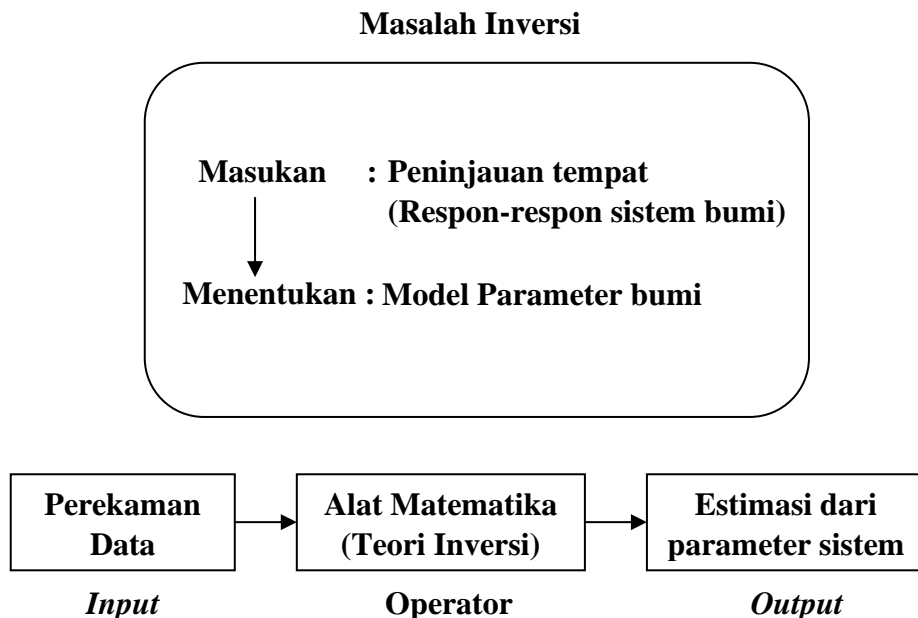 Masalah Inversi
Masukan : Peninjauan tempat
(Respon-respon sistem bumi)
Menentukan : Model Parameter bumi
Perekaman
Data
Alat Matematika
(Teori Inversi)
Estimasi dari
parameter sistem
Input
Operator
Output